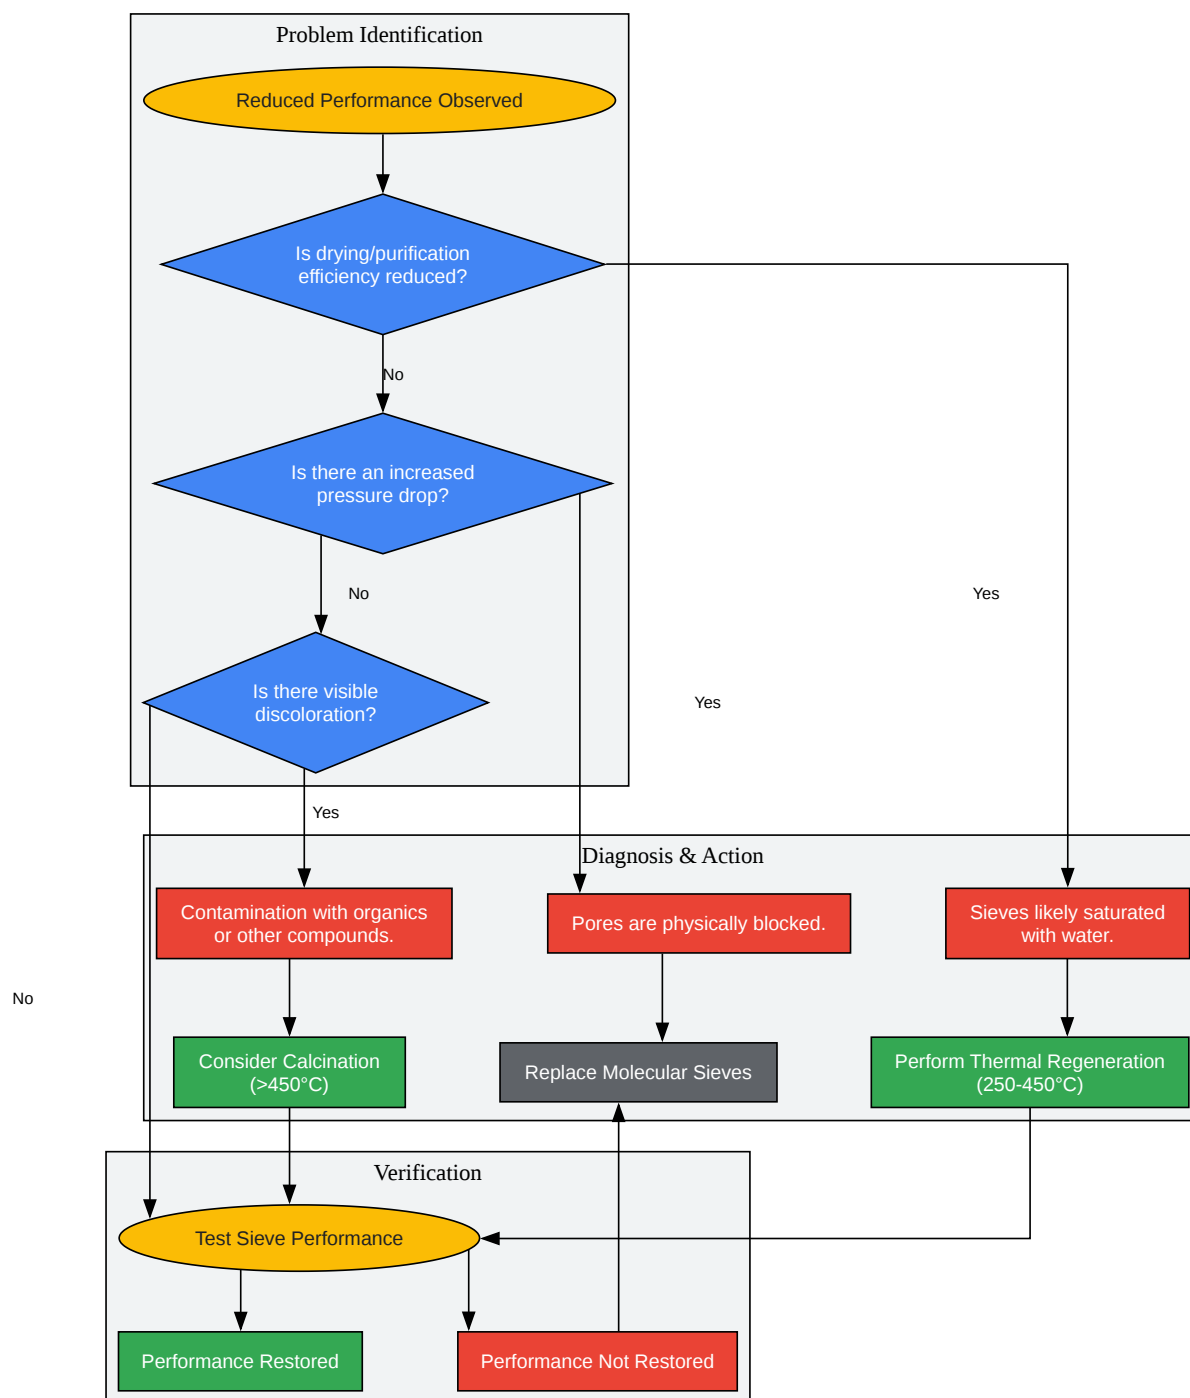 Problem Identification
Reduced Performance Observed
Is drying/purification
efficiency reduced?
No
Is there an increased
pressure drop?
No
Yes
Is there visible
discoloration?
Yes
Yes
Diagnosis & Action
Contamination with organics
or other compounds.
Pores are physically blocked.
Sieves likely saturated
with water.
No
Consider Calcination
(>450°C)
Replace Molecular Sieves
Perform Thermal Regeneration
(250-450°C)
Verification
Test Sieve Performance
Performance Restored
Performance Not Restored